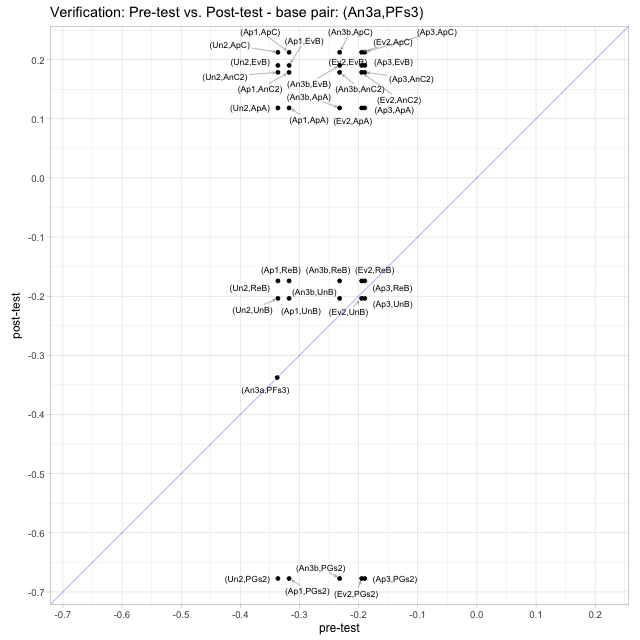 Verification: Pre-test vs. Post-test - base pair: (An3a,PFs3)
(Ap1,ApC)
(An3b,ApC)
(Ap3,ApC)
(Un2,ApC)
(Ap1,EvB)
(Ev2,ApC)
(Un2,EvB)
(Ev2,EvB)
(Ap3,EvB)
(Un2,AnC2)
(Ap3,AnC2)
(Ap1,AnC2)
(An3b,EvB)
(An3b,AnC2)
(An3b,ApA)
(Ev2,AnC2)
(Un2,ApA)
(Ap3,ApA)
(Ap1,ApA)
(Ev2,ApA)
(Ap1,ReB)
(An3b,ReB)
(Ev2,ReB)
(Un2,ReB)
(An3b,UnB)
(Ap3,ReB)
(Un2,UnB)
(Ap1,UnB)
(Ev2,UnB)
(Ap3,UnB)
(An3a,PFs3)
(An3b,PGs2)
(Un2,PGs2)
(Ap3,PGs2)
(Ap1,PGs2)
(Ev2,PGs2)
0.2
0.1
0.0
-0.1
-0.2
-0.3
-0.4
-0.5
-0.6
-0.7
post-test
-0.7 -0.6 -0.5 -0.4 -0.3 -0.2 -0.1 0.0 0.1 0.2
pre-test